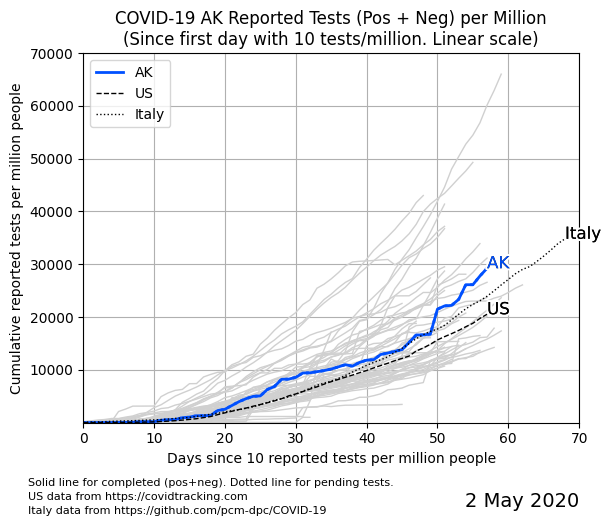 COVID-19 AK Reported Tests (Pos + Neg) per Million
(Since first day with 10 tests/million. Linear scale)
Cumulative reported tests per million people
70000
60000
50000
40000
30000
20000
10000
AK
US
Italy
Italy
AK
US
0 10 20 30 40 50 60 70
Days since 10 reported tests per million people
Solid line for completed (pos+neg). Dotted line for pending tests.
US data from https://covidtracking.com
Italy data from https://github.com/pcm-dpc/COVID-19
2 May 2020